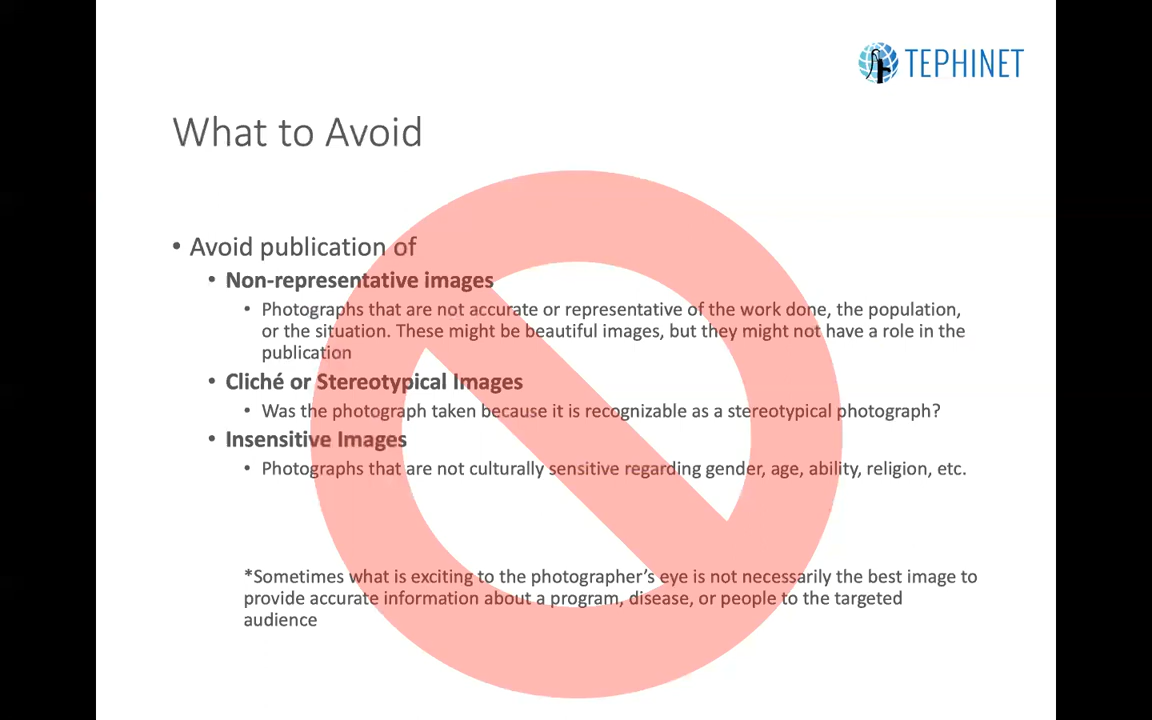 TEPHINET
What to Avoid
• Avoid publication of
• Non-representative images
• Photographs that are not accurate or representative of the work done, the population,
or the situation. These might be beautiful images, but they might not have a role in the
publication
• Cliché or Stereotypical Images
• Was the photograph taken because it is recognizable as a stereotypical photograph?
• Insensitive Images
• Photographs that are not culturally sensitive regarding gender, age, ability, religion, etc.
*Sometimes what is exciting to the photographer’s eye is not necessarily the best image to
provide accurate information about a program, disease, or people to the targeted
audience